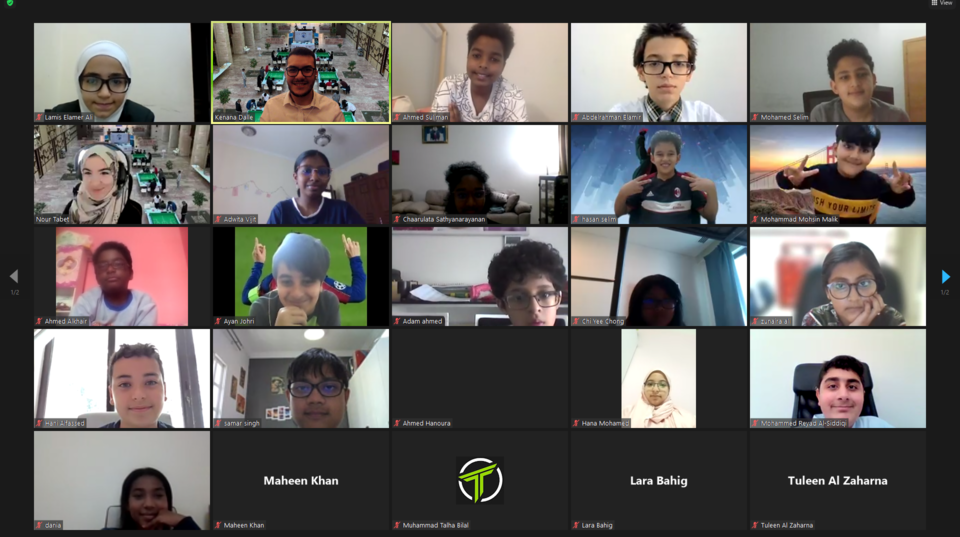 View
Lamis Elamer Ali
Kenana Dalle
Ahmed Suliman
Abdelrahman Elamir
Mohamed Selim
Nour Tabet
Adwita Vijit
Chaarulata Sathyanarayanan
hasan selim
Mohammad Mohsin Malik
1/2
1/2
Ahmed Alkhair
Ayan Johri
Adam ahmed
Chi Yee Chong
Hani Alfassed
samar singh
Ahmed Hanoura
Hana Mohamed
Mohammed Reyad Al-Siddiqi
Maheen Khan
Lara Bahig
Tuleen Al Zaharna
dania
Maheen Khan
Muhammad Talha Bilal
Lara Bahig
Tuleen Al Zaharna